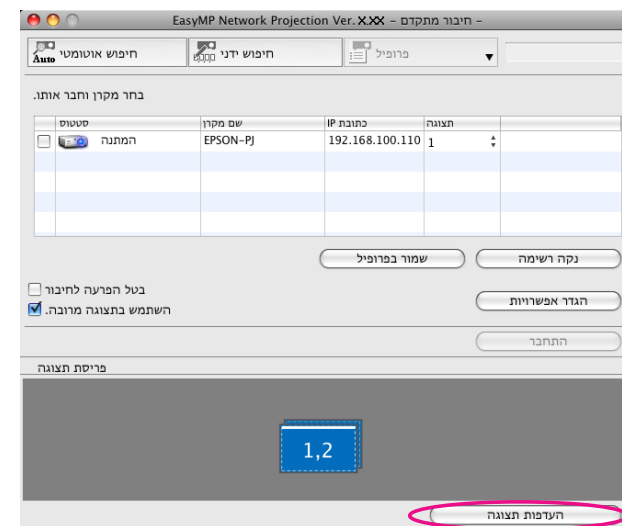 EasyMP Network Projection Ver. X.XX – חיבור מתקדם –
Auto חיפוש אוטומטי חיפוש ידני פרופיל
בחר מקרן וחבר אותו.
סטטוס שם מקרן כתובת IP תצוגה
המתנה EPSON-PJ 192.168.100.110 1
שמור בפרופיל נקה רשימה
בטל הפרעה לחיבור
השתמש בתצוגה מרובה.
הגדר אפשרויות
התחבר
פריסת תצוגה
1,2
העדפות תצוגה